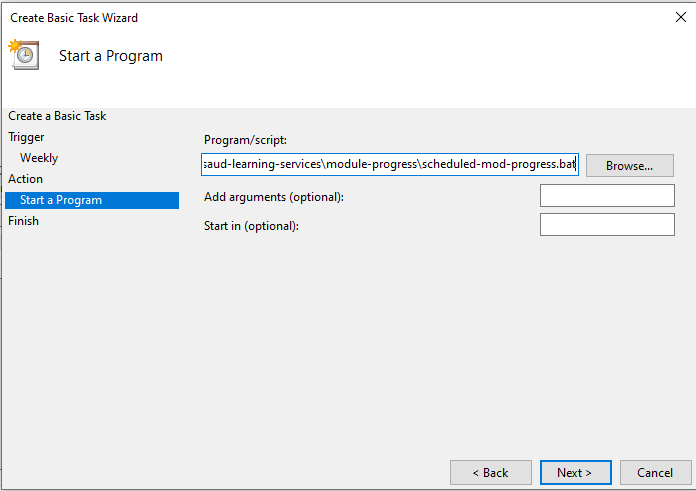 Create Basic Task Wizard
Start a Program
Create a Basic Task
Trigger
Weekly
Action
Start a Program
Finish
Program/script:
saud-learning-services\module-progress\scheduled-mod-progress.bat
Browse...
Add arguments (optional):
Start in (optional):
< Back
Next >
Cancel